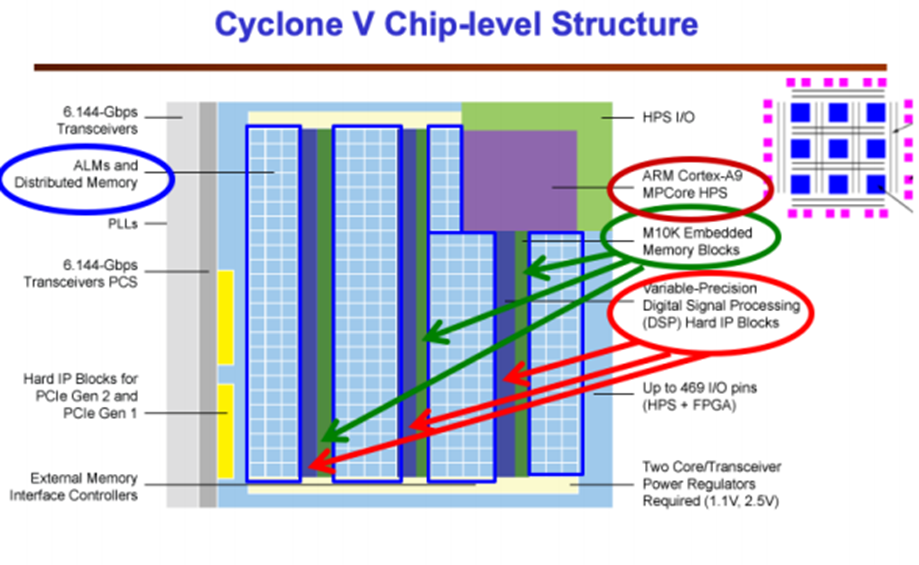 Cyclone V Chip-level Structure
6.144-Gbps
Transceivers
ALMs and
Distributed Memory
PLLs
6.144-Gbps
Transceivers PCS
Hard IP Blocks for
PCIe Gen 2 and
PCIe Gen 1
External Memory
Interface Controllers
HPS I/O
ARM Cortex-A9
MPCore HPS
M10K Embedded
Memory Blocks
Variable-Precision
Digital Signal Processing
(DSP) Hard IP Blocks
Up to 469 I/O pins
(HPS + FPGA)
Two Core/Transceiver
Power Regulators
Required (1.1V, 2.5V)